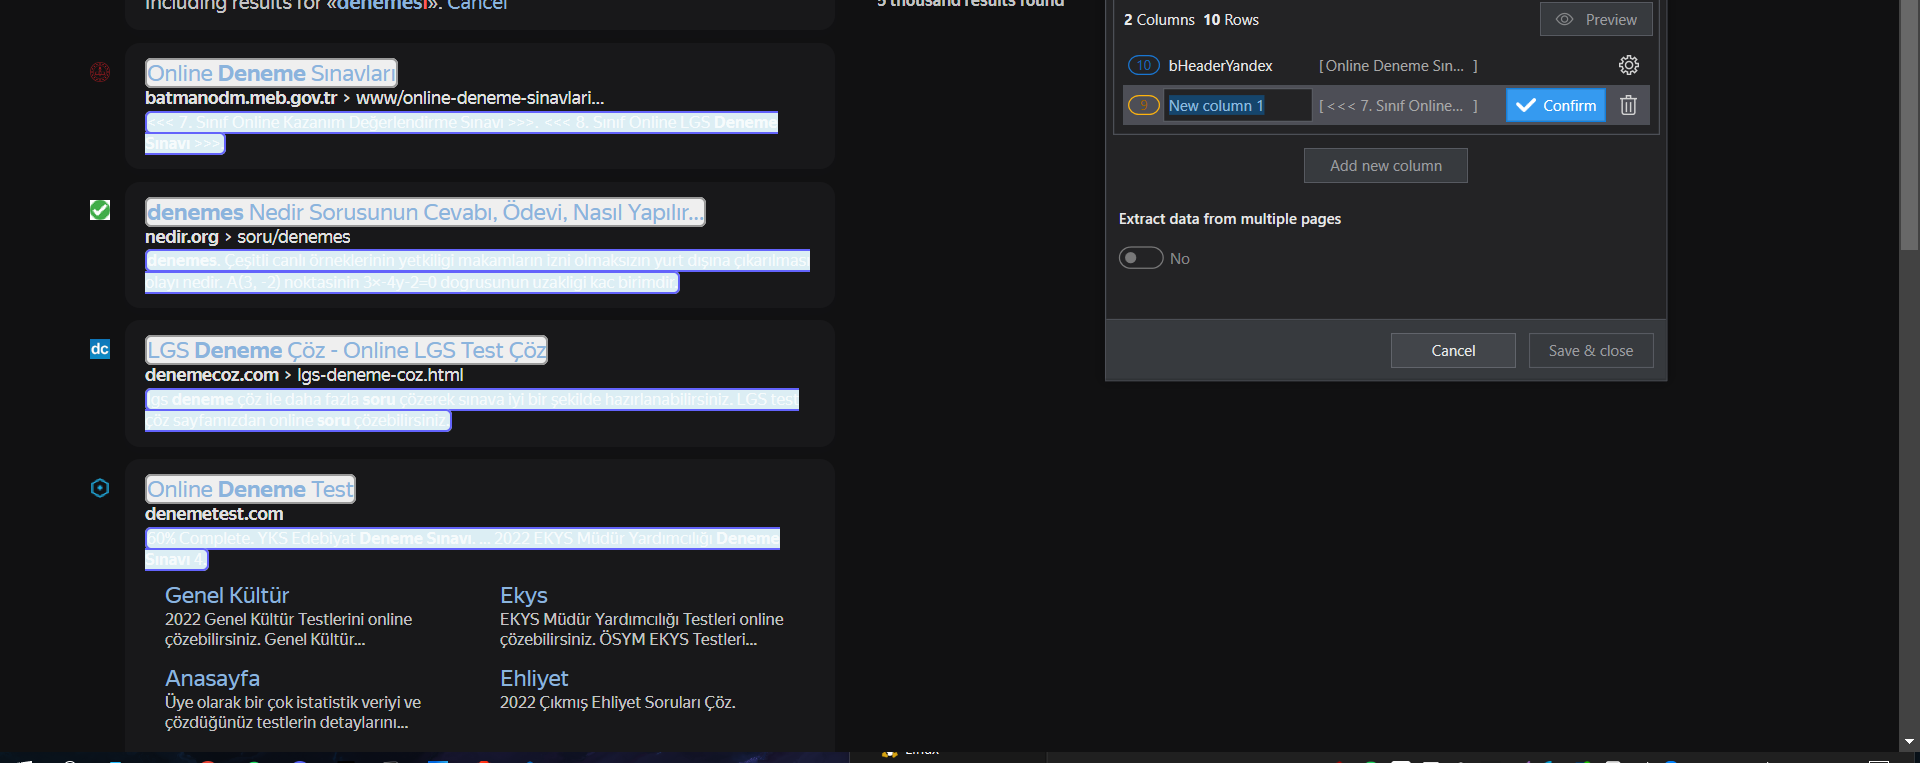 Including results for «denemesi». Cancel
Online Deneme Sınavları
batmanodm.meb.gov.tr › www/online-deneme-sinavlari...
<<< 7. Sınıf Online Kazanım Değerlendirme Sınavı >>>. <<< 8. Sınıf Online LGS Deneme
Sınavı >>>.
denemes Nedir Sorusunun Cevabı, Ödevi, Nasıl Yapılır...
nedir.org › soru/denemes
denemes. Çeşitli canlı örneklerinin yetkiligi makamların izni olmaksızın yurt dışına çıkarılması
olayı nedir. A(3, -2) noktasinin 3×-4y-2=0 dogrusunun uzakligi kac birimdir.
dc
LGS Deneme Çöz - Online LGS Test Çöz
denemecoz.com › lgs-deneme-coz.html
lgs deneme çöz ile daha fazla soru çözerek sınava iyi bir şekilde hazırlanabilirsiniz. LGS test
çöz sayfamızdan online soru çözebilirsiniz.
Online Deneme Test
denemetest.com
60% Complete. YKS Edebiyat Deneme Sınavı. ... 2022 EKYS Müdür Yardımcılığı Deneme
Sınavı 4.
Genel Kültür
2022 Genel Kültür Testlerini online
çözebilirsiniz. Genel Kültür...
Ekys
EKYS Müdür Yardımcılığı Testleri online
çözebilirsiniz. ÖSYM EKYS Testleri...
Anasayfa
Üye olarak bir çok istatistik veriyi ve
çözdüğünüz testlerin detaylarını...
Ehliyet
2022 Çıkmış Ehliyet Soruları Çöz.
5 thousand results found
2 Columns 10 Rows
Preview
10 bHeaderYandex [ Online Deneme Sın... ]
9 New column 1 [ <<< 7. Sınıf Online... ] Confirm
Add new column
Extract data from multiple pages
No
Cancel
Save & close
Linux